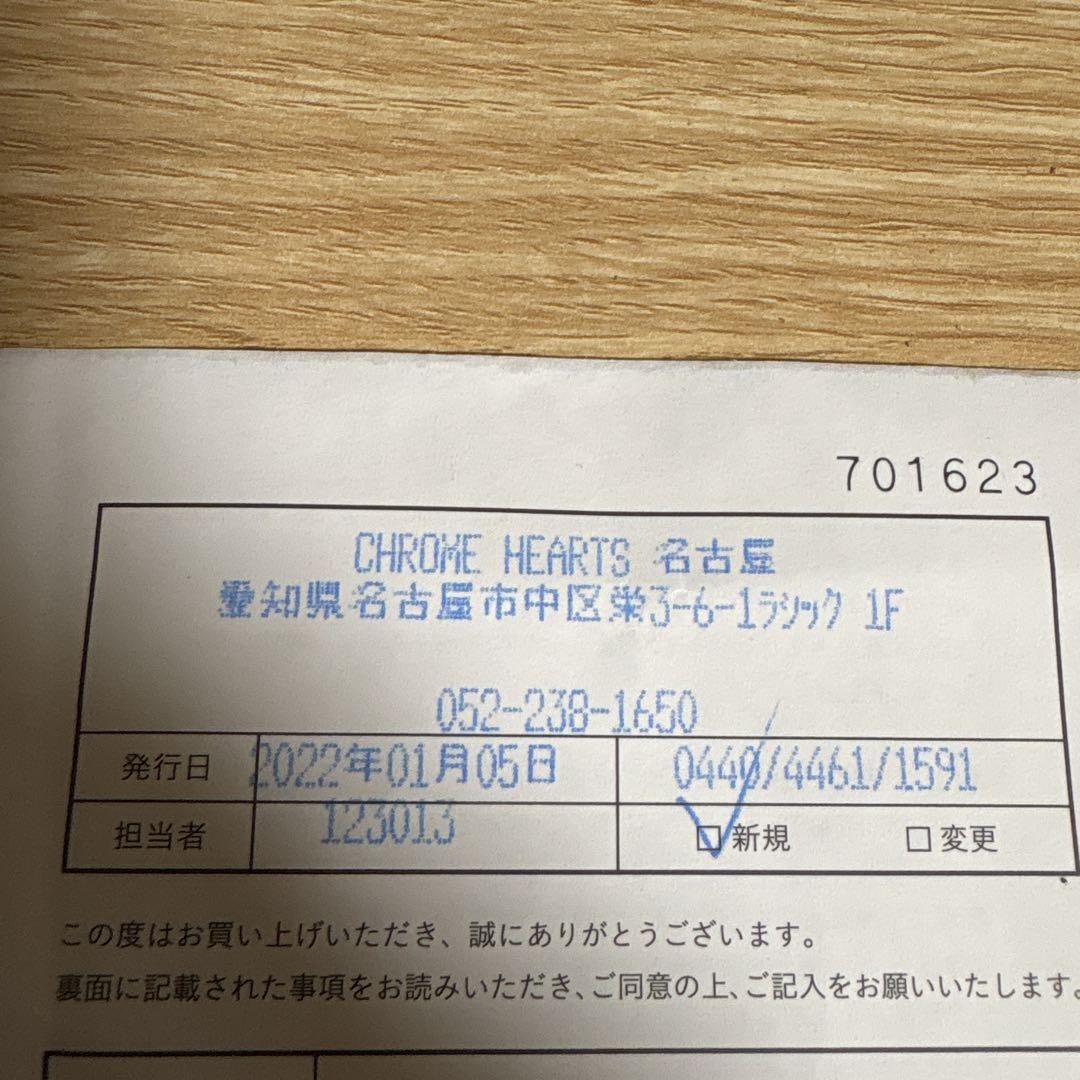 701623
CHROME HEARTS 名古屋
愛知県名古屋市中区栄3-6-1ラシック 1F
052-238-1650
発行日 2022年01月05日 0440/4461/1591
担当者 123013 □新規 □変更
この度はお買い上げいただき、誠にありがとうございます。
裏面に記載された事項をお読みいただき、ご同意の上、ご記入をお願いいたします。